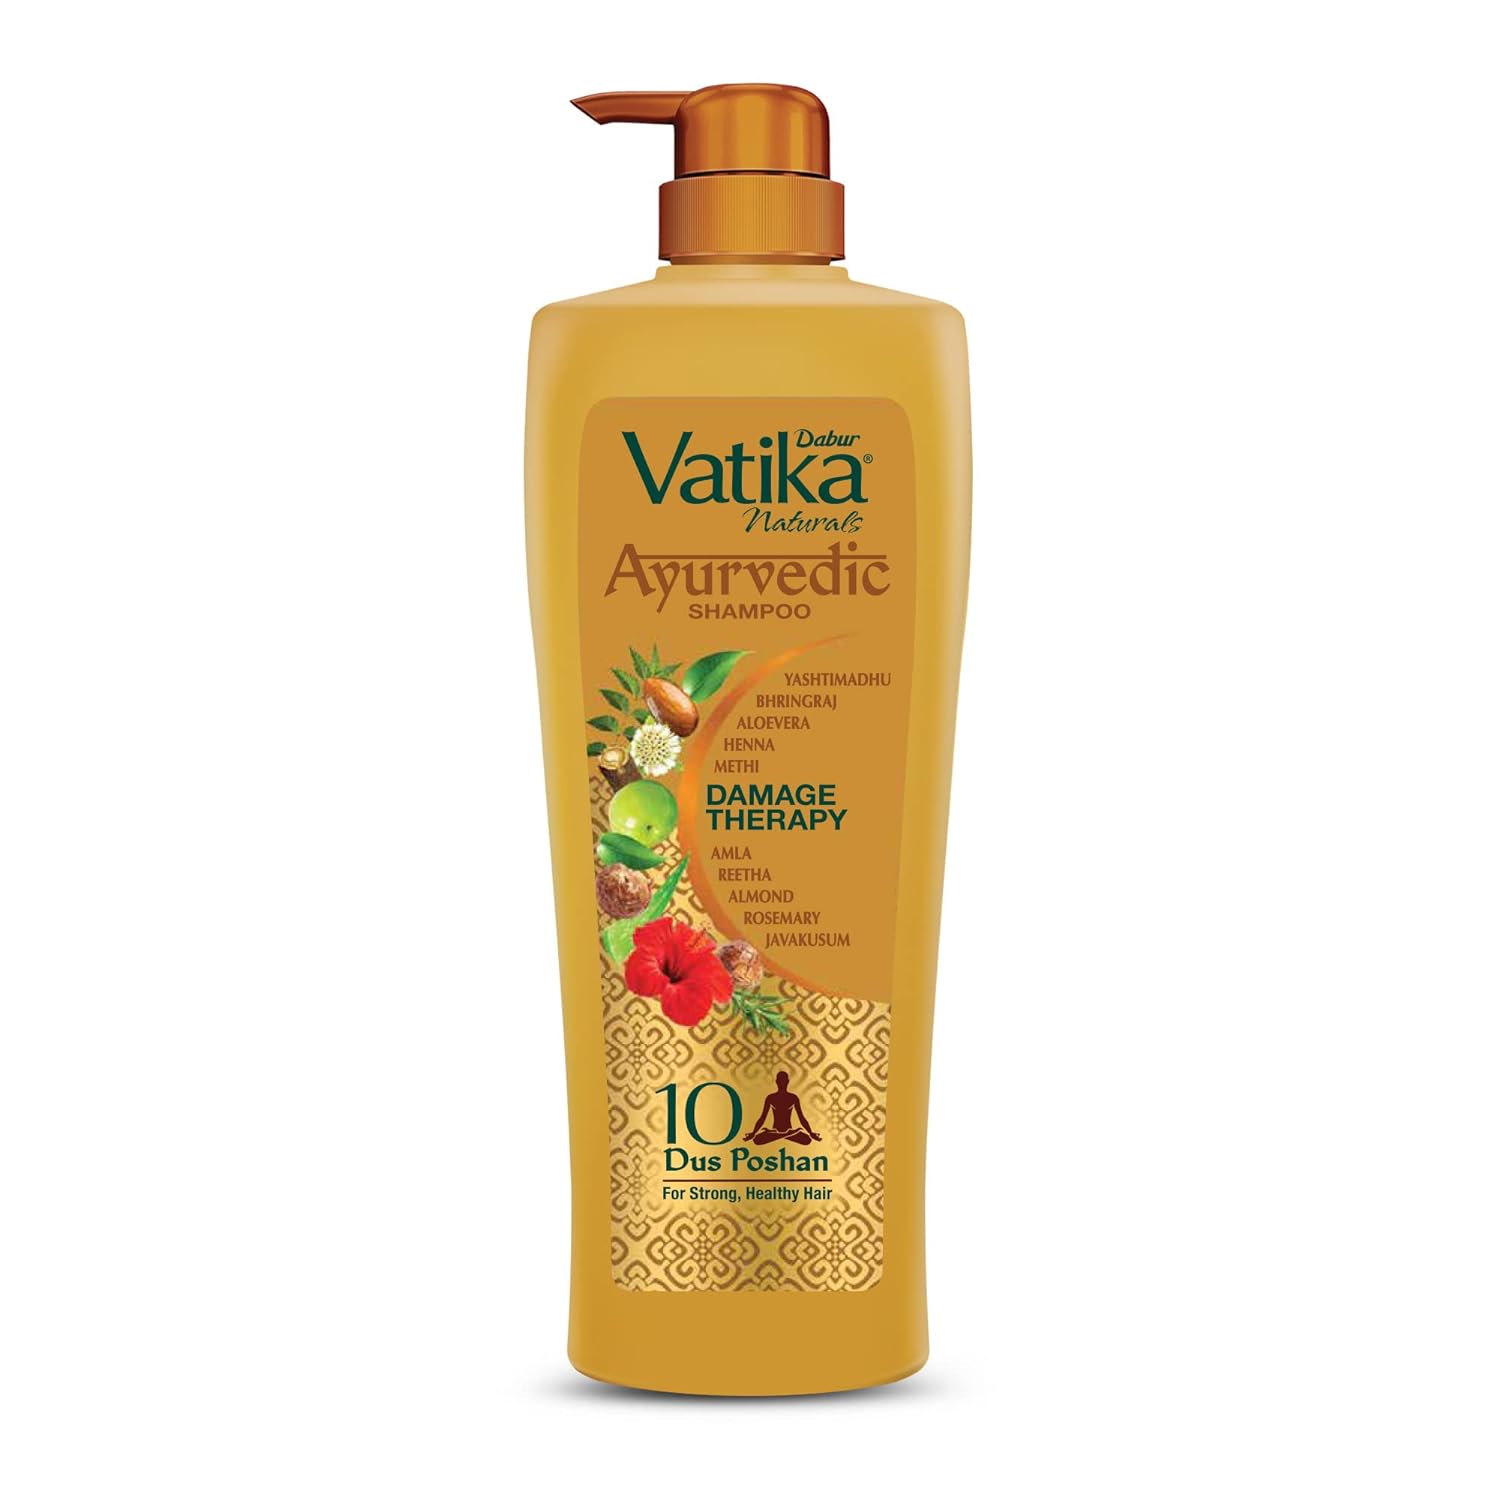 Dabur
Vatika®
Naturals
Ayurvedic
SHAMPOO
YASHTIMADHU
BHRINGRAJ
ALOEVERA
HENNA
METHI
DAMAGE
THERAPY
AMLA
REETHA
ALMOND
ROSEMARY
JAVAKUSUM
10
Dus Poshan
For Strong, Healthy Hair